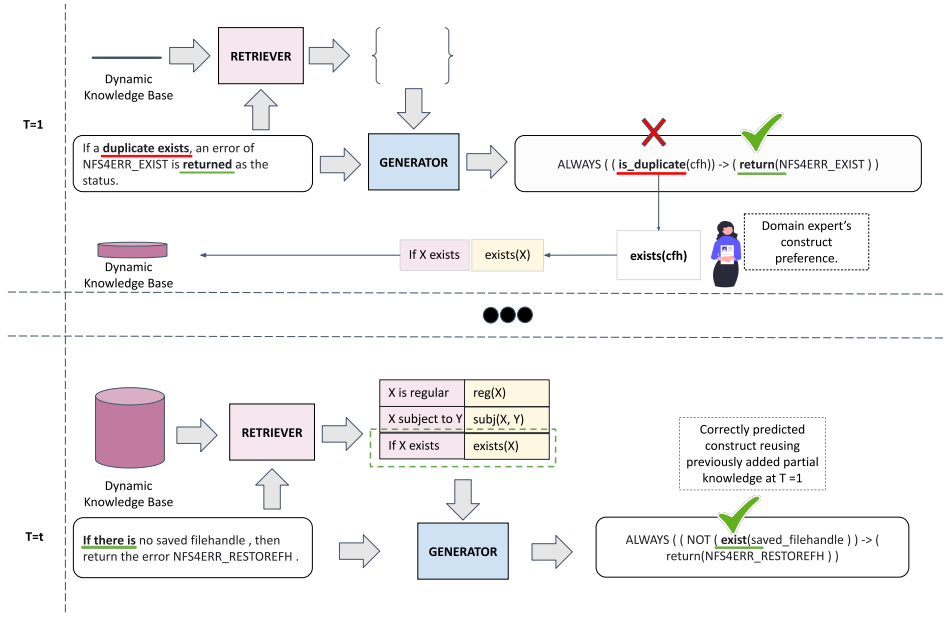 RETRIEVER
Dynamic
Knowledge Base
T=1
If a duplicate exists, an error of
NFS4ERR_EXIST is returned as the
status.
GENERATOR
ALWAYS ( ( is_duplicate(cfh)) -> ( return(NFS4ERR_EXIST ) )
Domain expert's
construct
preference.
If X exists
exists(X)
exists(cfh)
Dynamic
Knowledge Base
X is regular
reg(X)
X subject to Y
subj(X, Y)
If X exists
exists(X)
RETRIEVER
Correctly predicted
construct reusing
previously added partial
knowledge at T =1
Dynamic
Knowledge Base
T=t
If there is no saved filehandle , then
return the error NFS4ERR_RESTOREFH .
GENERATOR
ALWAYS ( ( NOT ( exist(saved_filehandle ) ) -> (
return(NFS4ERR_RESTOREFH ) )